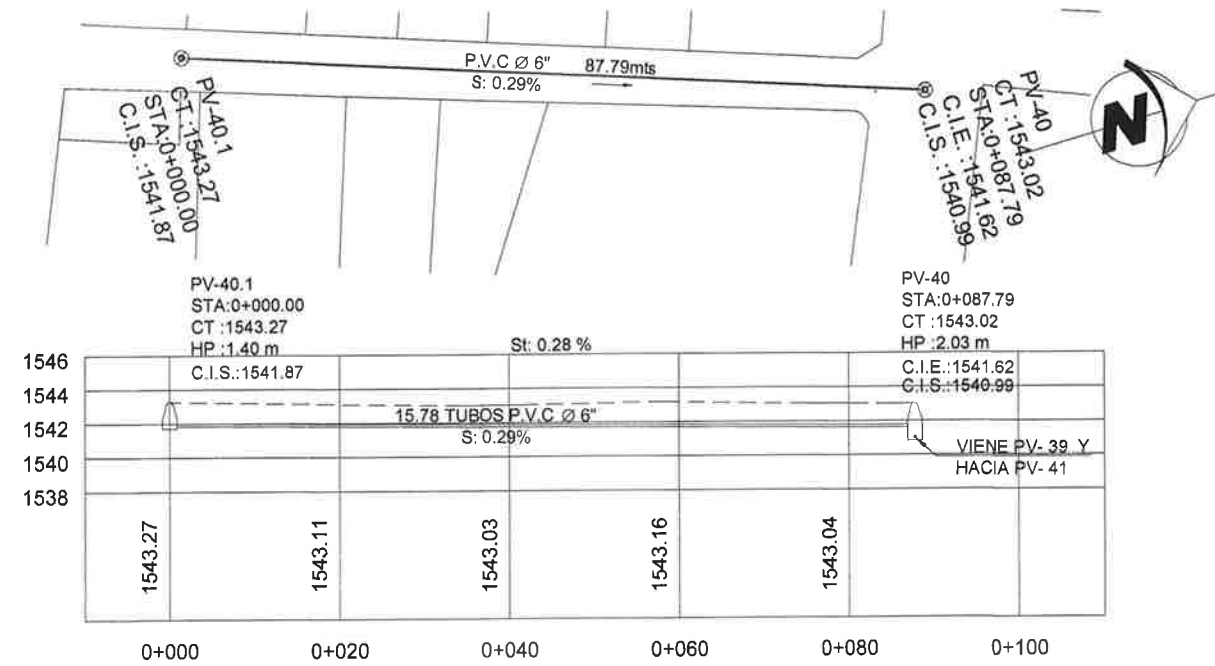 P.V.C Ø 6" 87.79mts
S: 0.29%
PV-40.1
CT :1543.27
STA:0+000.00
C.I.S. :1541.87
PV-40
CT :1543.02
STA:0+087.79
C.I.E. :1541.62
C.I.S. :1540.99
N
PV-40.1
STA:0+000.00
CT :1543.27
HP :1.40 m
C.I.S.:1541.87
St: 0.28 %
PV-40
STA:0+087.79
CT :1543.02
HP :2.03 m
C.I.E.:1541.62
C.I.S.:1540.99
1546
1544
1542
1540
1538
15.78 TUBOS P.V.C Ø 6"
S: 0.29%
VIENE PV- 39 Y
HACIA PV- 41
1543.27
1543.11
1543.03
1543.16
1543.04
0+000 0+020 0+040 0+060 0+080 0+100